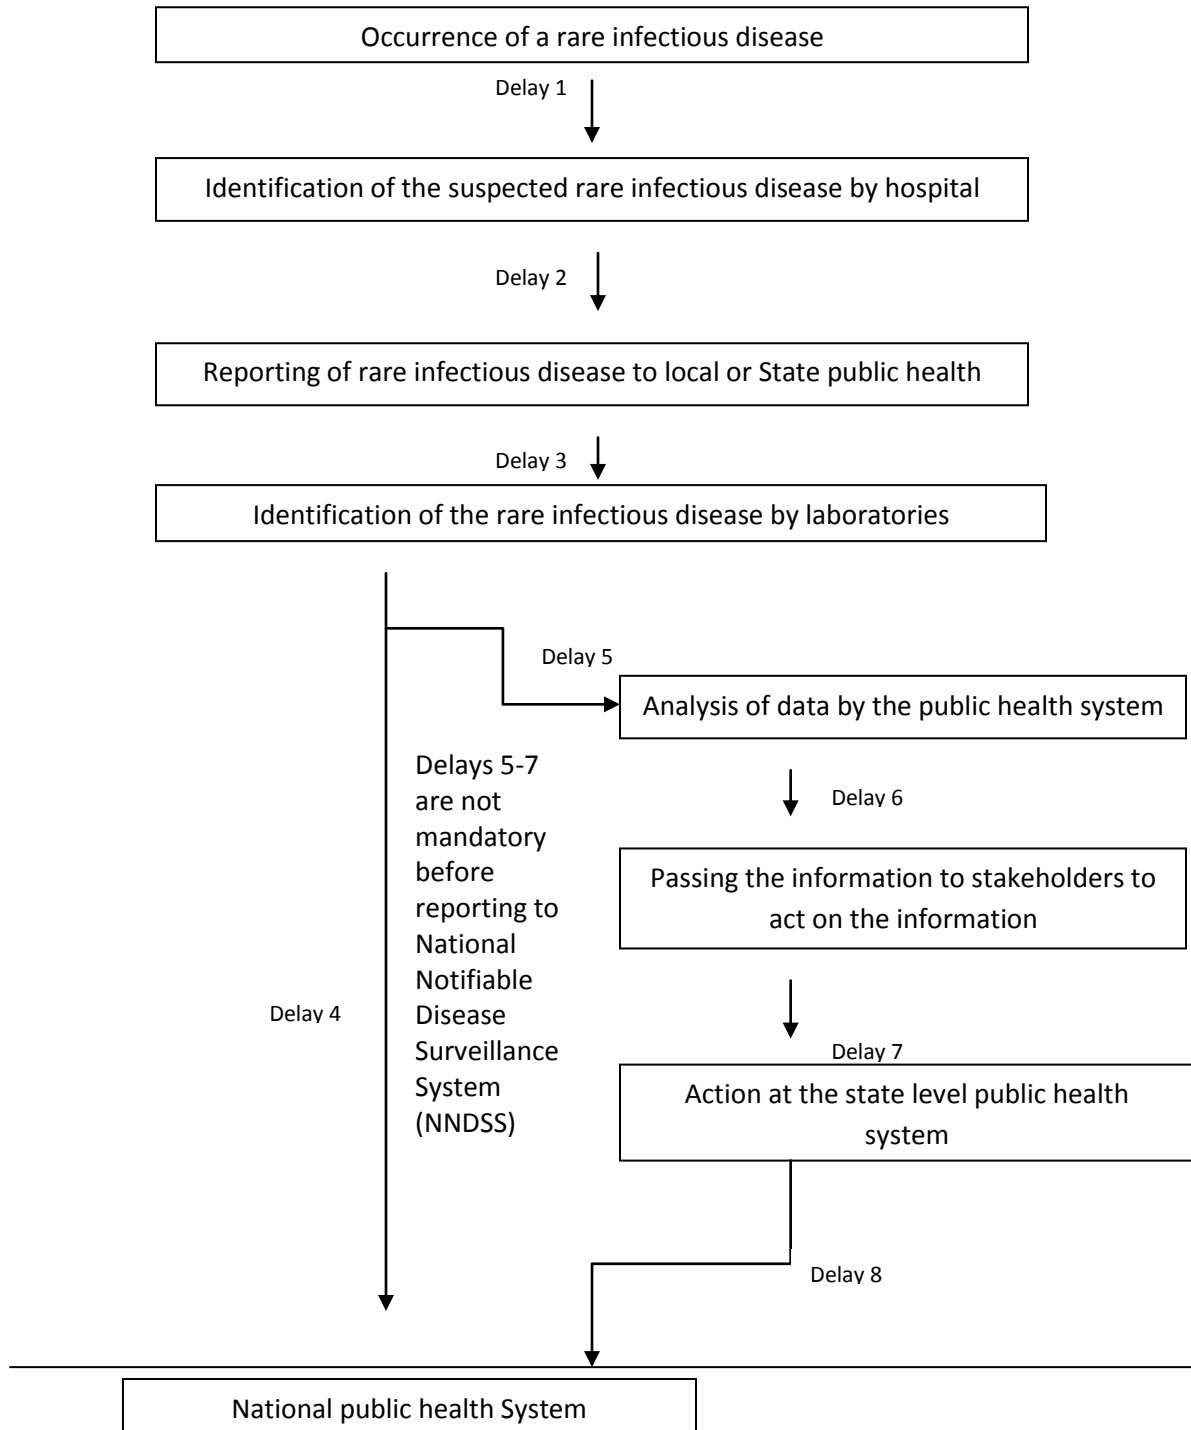 Occurrence of a rare infectious disease
Delay 1
Identification of the suspected rare infectious disease by hospital
Delay 2
Reporting of rare infectious disease to local or State public health
Delay 3
Identification of the rare infectious disease by laboratories
Delay 5
Analysis of data by the public health system
Delays 5-7
are not
mandatory
before
reporting to
National
Notifiable
Disease
Surveillance
System
(NNDSS)
Delay 6
Passing the information to stakeholders to
act on the information
Delay 4
Delay 7
Action at the state level public health
system
Delay 8
National public health System